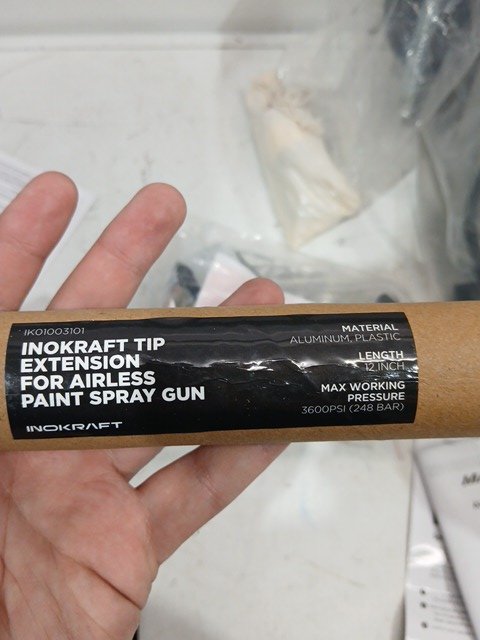 IK01003101
INOKRAFT TIP
EXTENSION
FOR AIRLESS
PAINT SPRAY GUN
INOKRAFT
MATERIAL
ALUMINUM, PLASTIC
LENGTH
12 INCH
MAX WORKING
PRESSURE
3600PSI (248 BAR)